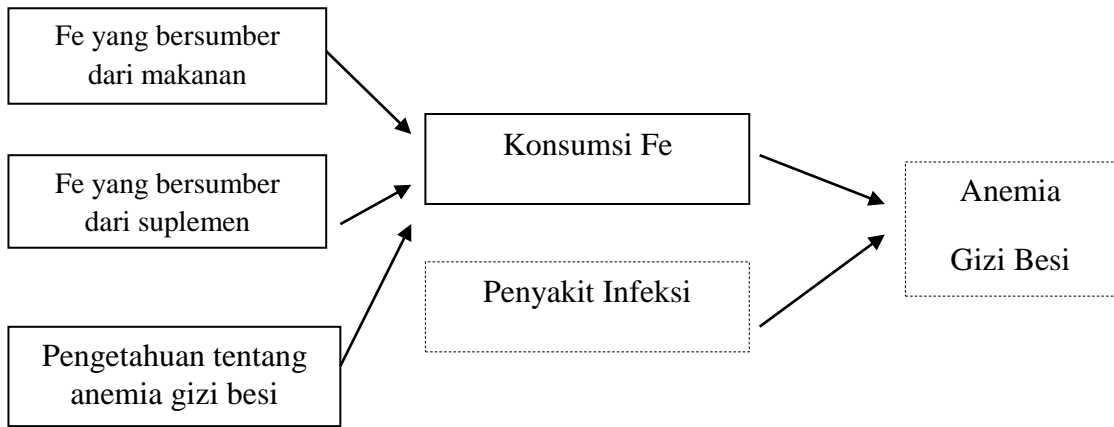 Fe yang bersumber
dari makanan
Fe yang bersumber
dari suplemen
Pengetahuan tentang
anemia gizi besi
Konsumsi Fe
Penyakit Infeksi
Anemia
Gizi Besi